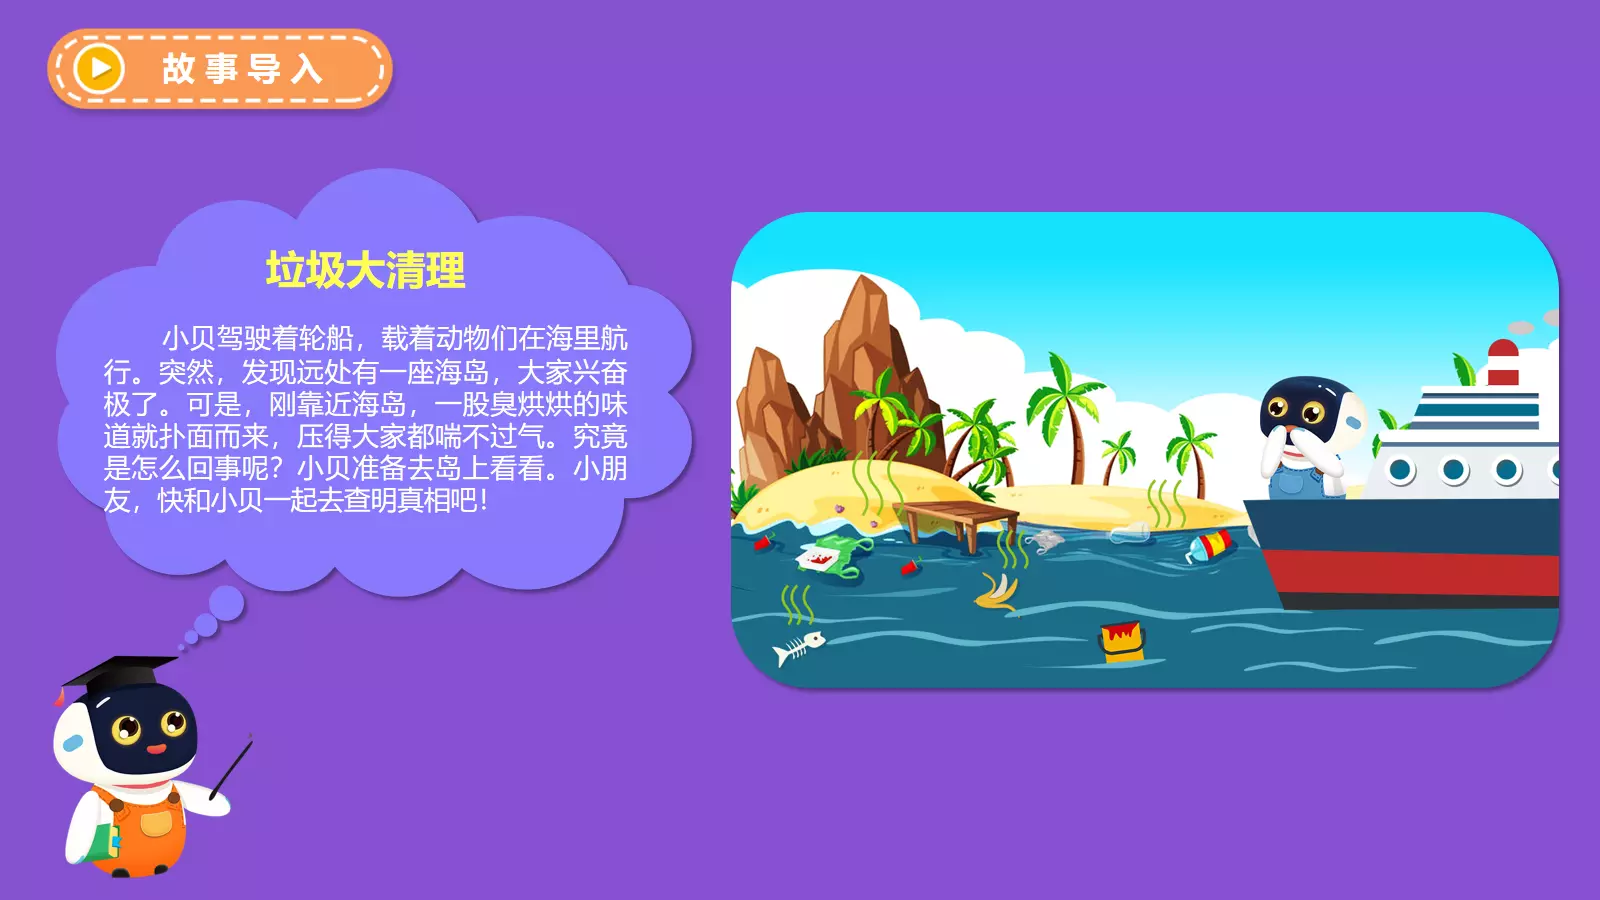 故事导入
垃圾大清理
小贝驾驶着轮船，载着动物们在海里航
行。突然，发现远处有一座海岛，大家兴奋
极了。可是，刚靠近海岛，一股臭烘烘的味
道就扑面而来，压得大家都喘不过气。究竟
是怎么回事呢？小贝准备去岛上看看。小朋
友，快和小贝一起去查明真相吧！